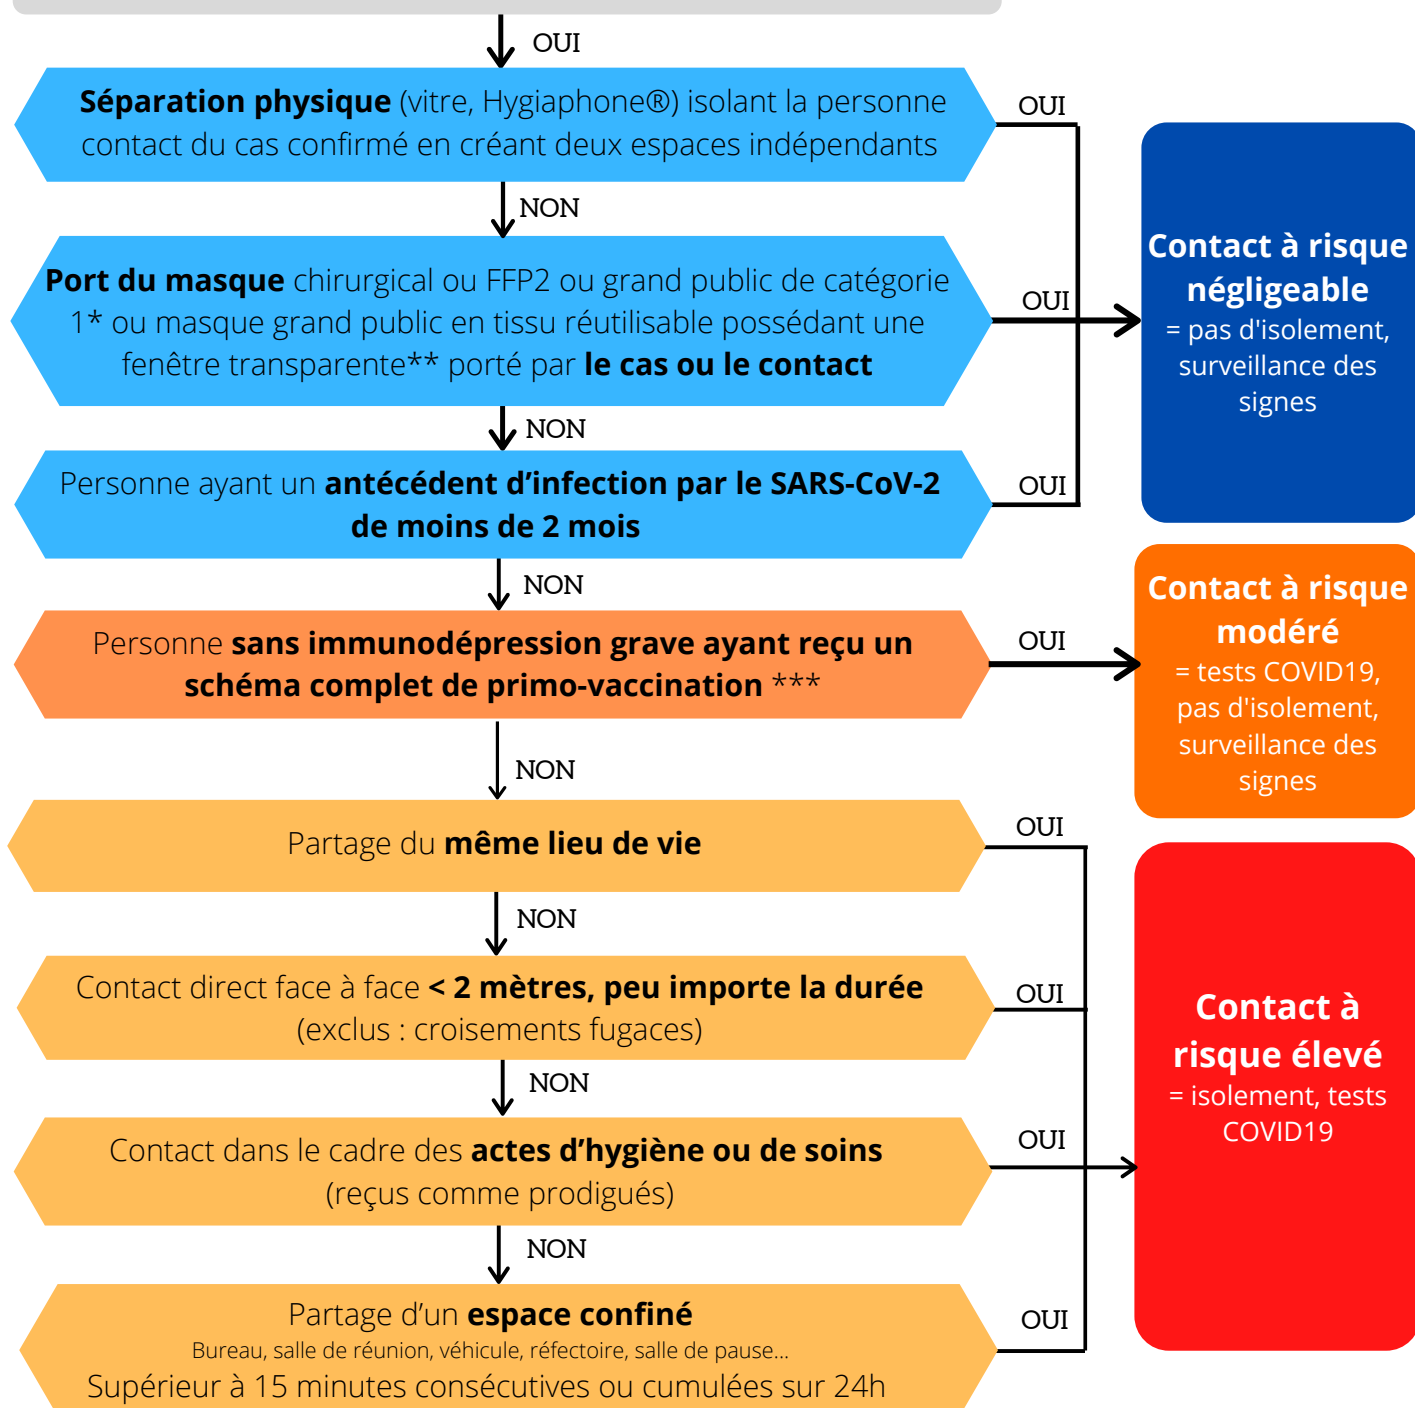 OUI
Séparation physique (vitre, Hygiaphone®) isolant la personne
contact du cas confirmé en créant deux espaces indépendants
OUI
NON
Port du masque chirurgical ou FFP2 ou grand public de catégorie
1* ou masque grand public en tissu réutilisable possédant une
fenêtre transparente** porté par le cas ou le contact
OUI
Contact à risque
négligeable
= pas d'isolement,
surveillance des
signes
NON
Personne ayant un antécédent d’infection par le SARS-CoV-2
de moins de 2 mois
OUI
NON
Personne sans immunodépression grave ayant reçu un
schéma complet de primo-vaccination ***
OUI
Contact à risque
modéré
= tests COVID19,
pas d'isolement,
surveillance des
signes
NON
Partage du même lieu de vie
OUI
NON
Contact direct face à face < 2 mètres, peu importe la durée
(exclus : croisements fugaces)
OUI
Contact à
risque élevé
= isolement, tests
COVID19
NON
Contact dans le cadre des actes d’hygiène ou de soins
(reçus comme prodigués)
OUI
NON
Partage d’un espace confiné
Bureau, salle de réunion, véhicule, réfectoire, salle de pause...
Supérieur à 15 minutes consécutives ou cumulées sur 24h
OUI